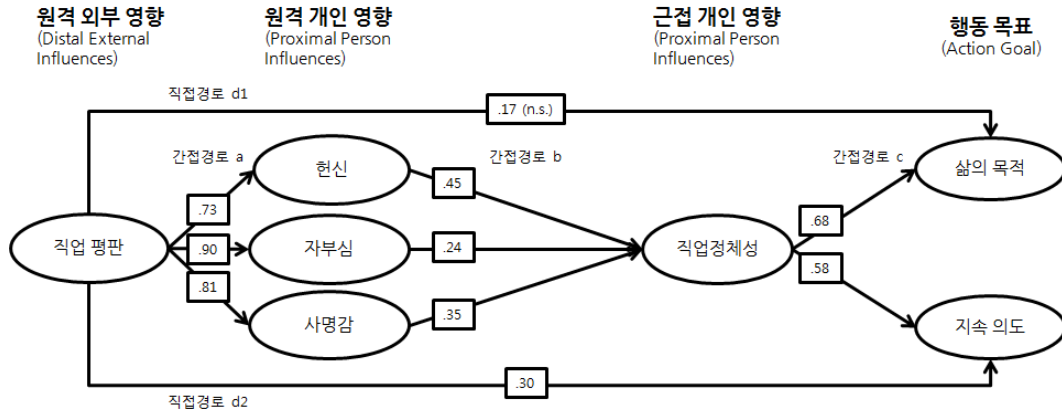 원격 외부 영향
(Distal External
Influences)
원격 개인 영향
(Proximal Person
Influences)
근접 개인 영향
(Proximal Person
Influences)
행동 목표
(Action Goal)
직접경로 d1
.17 (n.s.)
간접경로 a
헌신
간접경로 b
간접경로 c
삶의 목적
.73
.45
.68
직업 평판
.90
자부심
.24
직업정체성
.58
.81
사명감
.35
지속 의도
.30
직접경로 d2